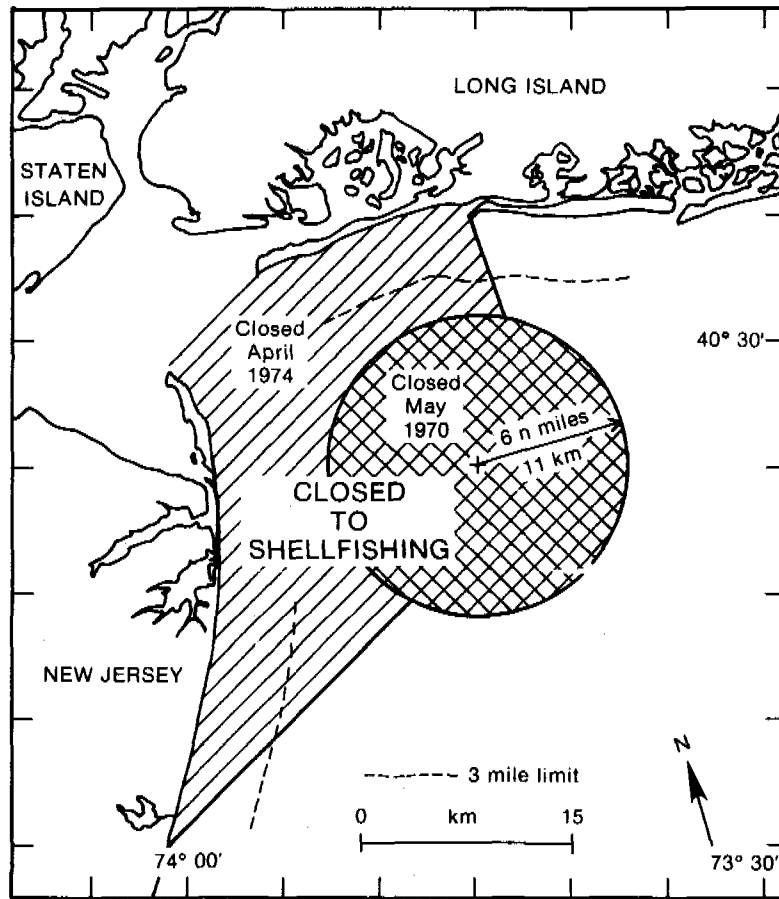 LONG ISLAND
STATEN
ISLAND
Closed
April
1974
40° 30'
Closed
May
1970
6 n miles
11 km
CLOSED
TO
SHELLFISHING
NEW JERSEY
N
3 mile limit
0 km 15
74° 00'
73° 30'